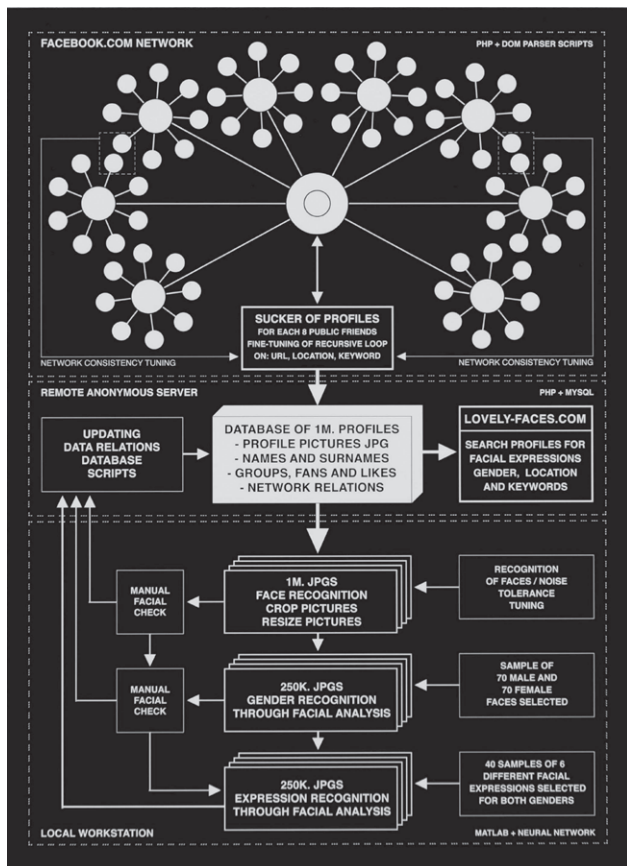 FACEBOOK.COM NETWORK
PHP + DOM PARSER SCRIPTS
SUCKER OF PROFILES
FOR EACH 8 PUBLIC FRIENDS
FINE-TUNING OF RECURSIVE LOOP
ON: URL, LOCATION, KEYWORD
NETWORK CONSISTENCY TUNING
NETWORK CONSISTENCY TUNING
REMOTE ANONYMOUS SERVER
PHP + MYSQL
UPDATING
DATA RELATIONS
DATABASE
SCRIPTS
DATABASE OF 1M. PROFILES
- PROFILE PICTURES JPG
- NAMES AND SURNAMES
- GROUPS, FANS AND LIKES
- NETWORK RELATIONS
LOVELY-FACES.COM
SEARCH PROFILES FOR
FACIAL EXPRESSIONS
GENDER, LOCATION
AND KEYWORDS
MANUAL
FACIAL
CHECK
1M. JPGS
FACE RECOGNITION
CROP PICTURES
RESIZE PICTURES
RECOGNITION
OF FACES / NOISE
TOLERANCE
TUNING
MANUAL
FACIAL
CHECK
250K. JPGS
GENDER RECOGNITION
THROUGH FACIAL ANALYSIS
SAMPLE OF
70 MALE AND
70 FEMALE
FACES SELECTED
250K. JPGS
EXPRESSION RECOGNITION
THROUGH FACIAL ANALYSIS
40 SAMPLES OF 6
DIFFERENT FACIAL
EXPRESSIONS SELECTED
FOR BOTH GENDERS
LOCAL WORKSTATION
MATLAB + NEURAL NETWORK